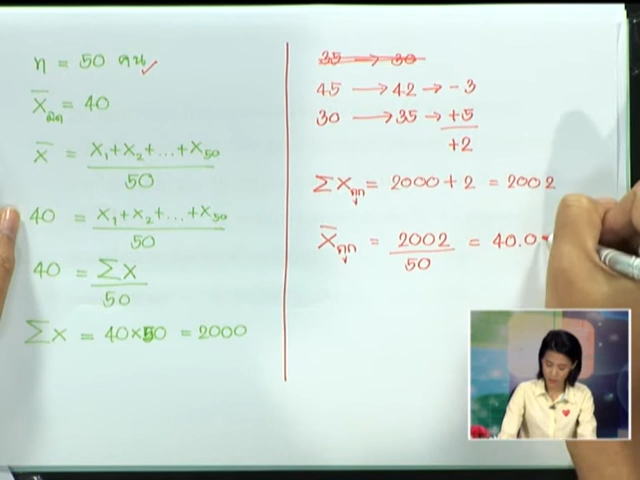 n = 50 คน ✓
X̄ผิด = 40
X̄ = X₁+X₂+...+X₅₀ / 50
40 = X₁+X₂+...+X₅₀ / 50
40 = ΣX / 50
ΣX = 40×50 = 2000
35 → 30
45 → 42 → -3
30 → 35 → +5
+2
ΣXถูก = 2000+2 = 2002
X̄ถูก = 2002 / 50 = 40.0